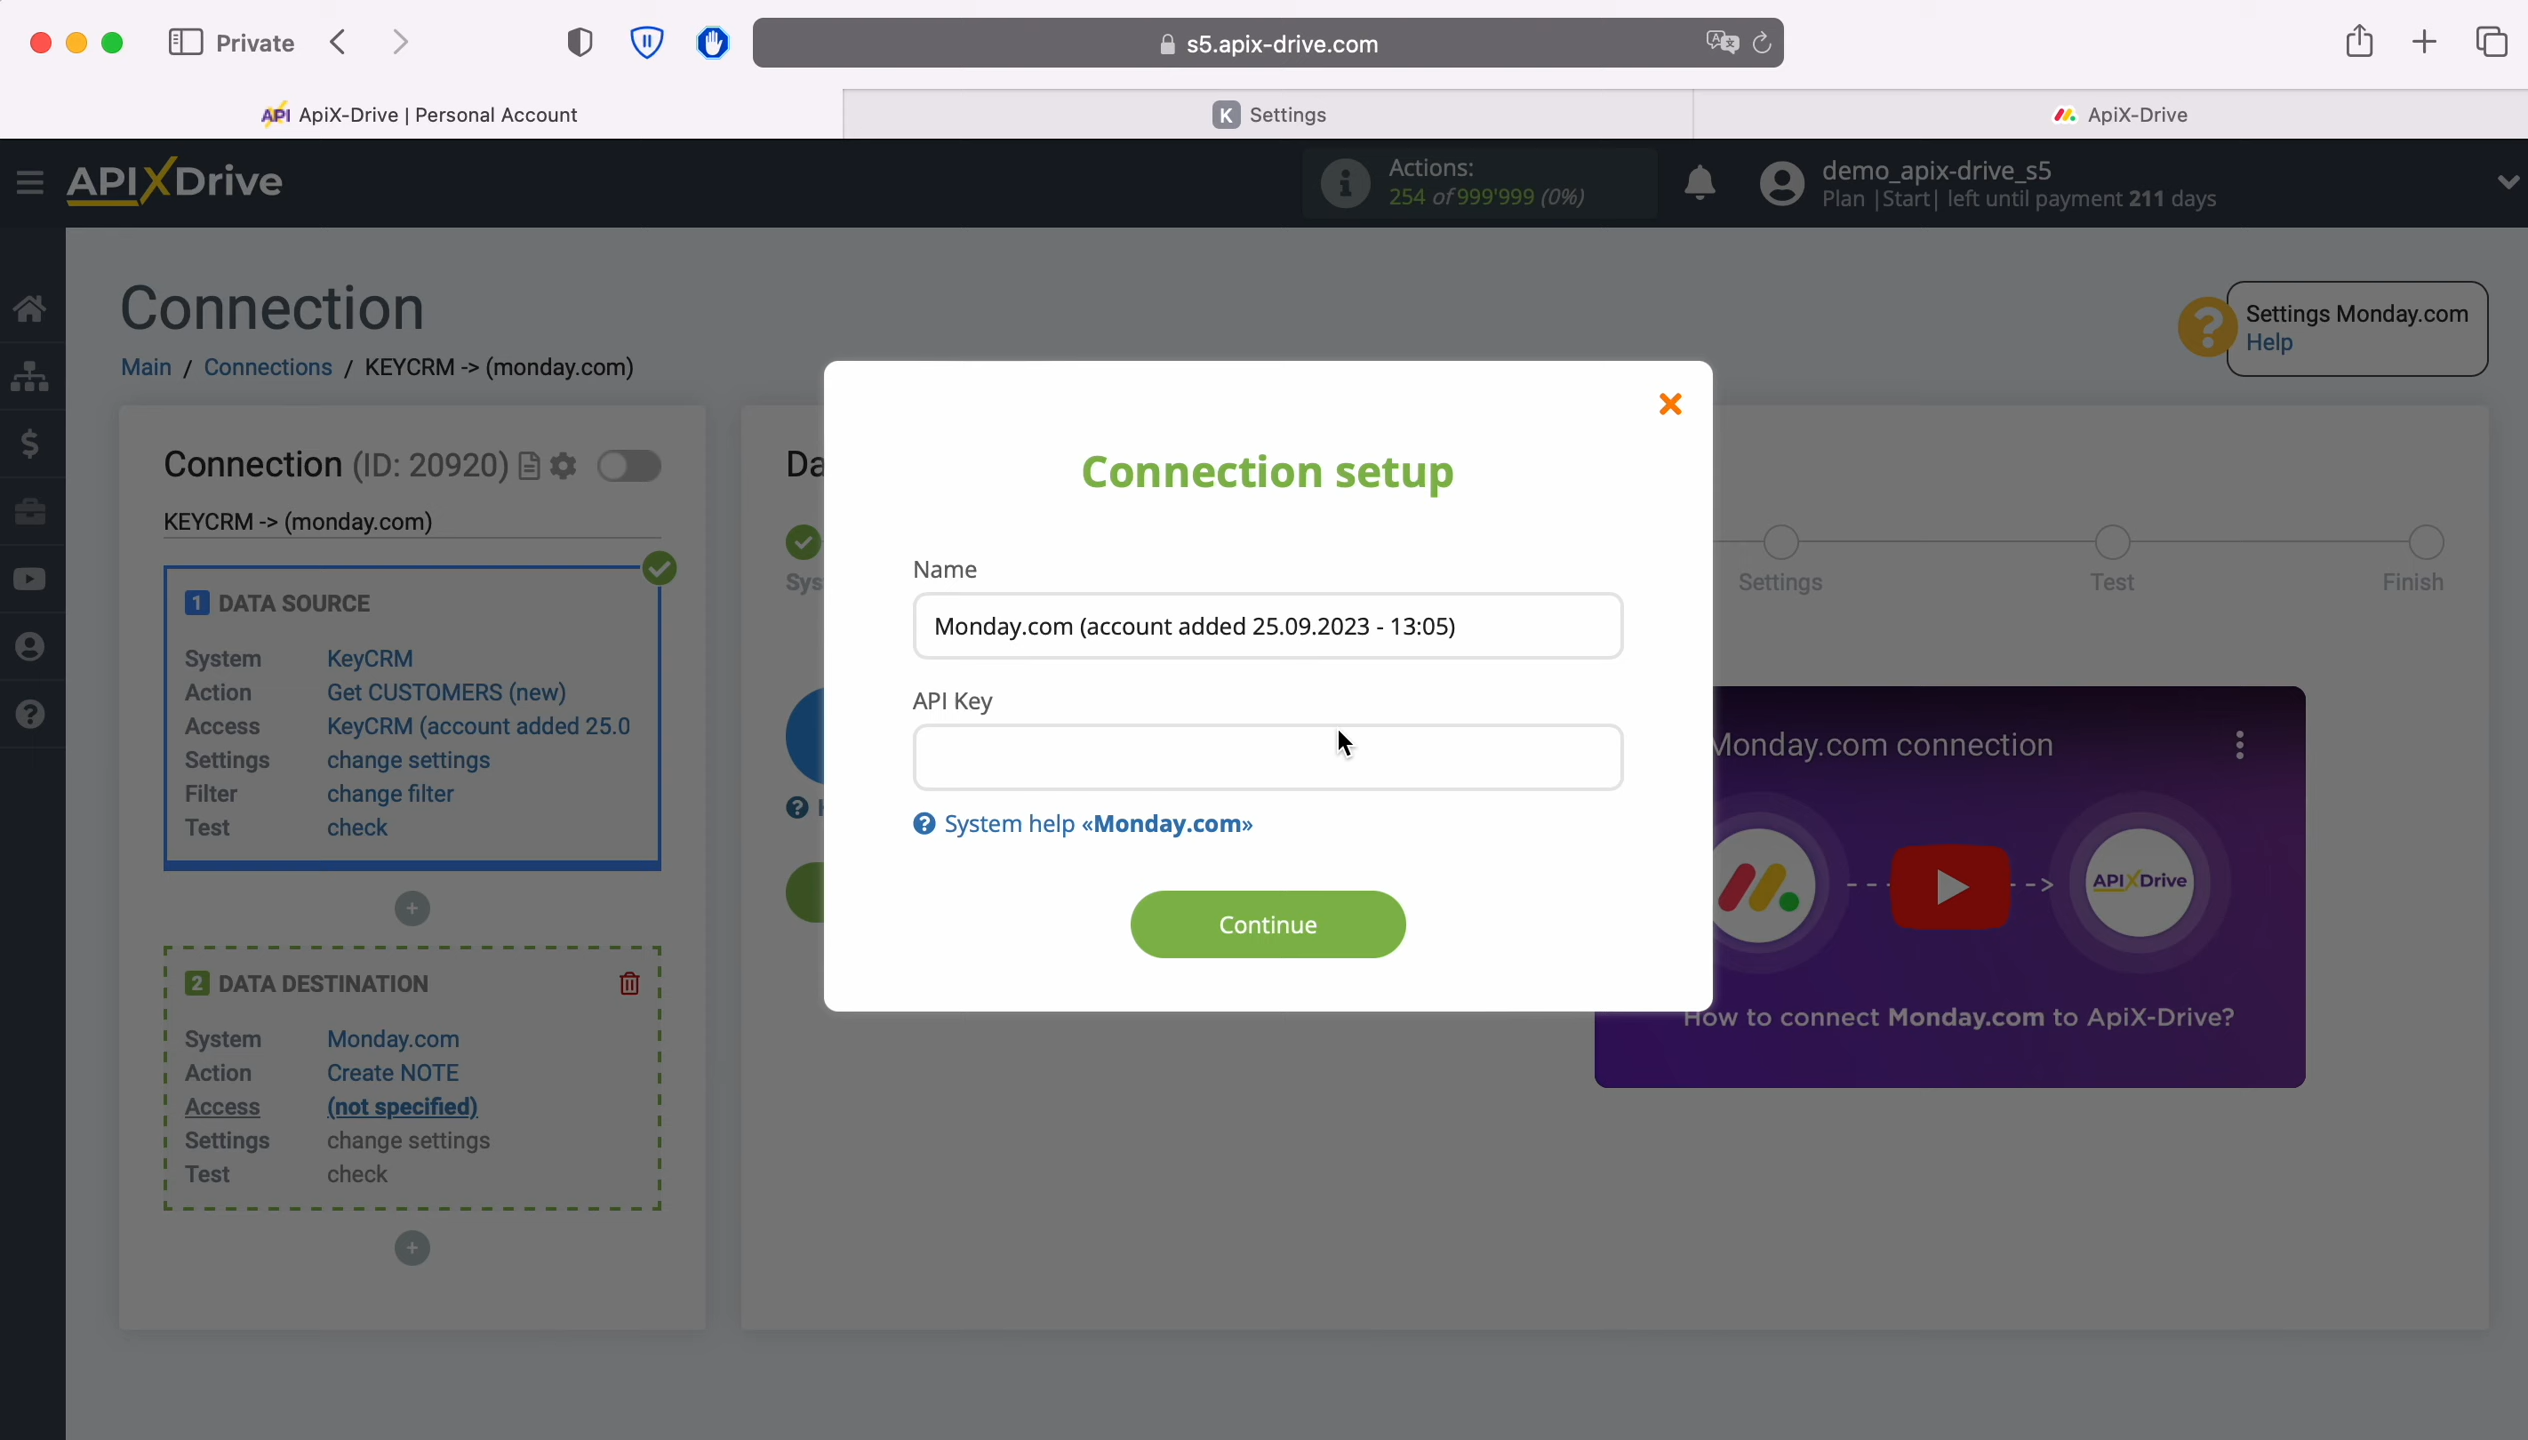 Private
s5.apix-drive.com
API ApiX-Drive | Personal Account
K Settings
ApiX-Drive
APIXDrive
Actions:
254 of 999'999 (0%)
demo_apix-drive_s5
Plan |Start| left until payment 211 days
Connection
Main / Connections / KEYCRM -> (monday.com)
Settings Monday.com
Help
Connection (ID: 20920)
KEYCRM -> (monday.com)
1 DATA SOURCE
System KeyCRM
Action Get CUSTOMERS (new)
Access KeyCRM (account added 25.0
Settings change settings
Filter change filter
Test check
2 DATA DESTINATION
System Monday.com
Action Create NOTE
Access (not specified)
Settings change settings
Test check
Da
Sys
Settings
Test
Finish
Connection setup
Name
Monday.com (account added 25.09.2023 - 13:05)
API Key
System help «Monday.com»
Continue
Monday.com connection
APIXDrive
How to connect Monday.com to ApiX-Drive?